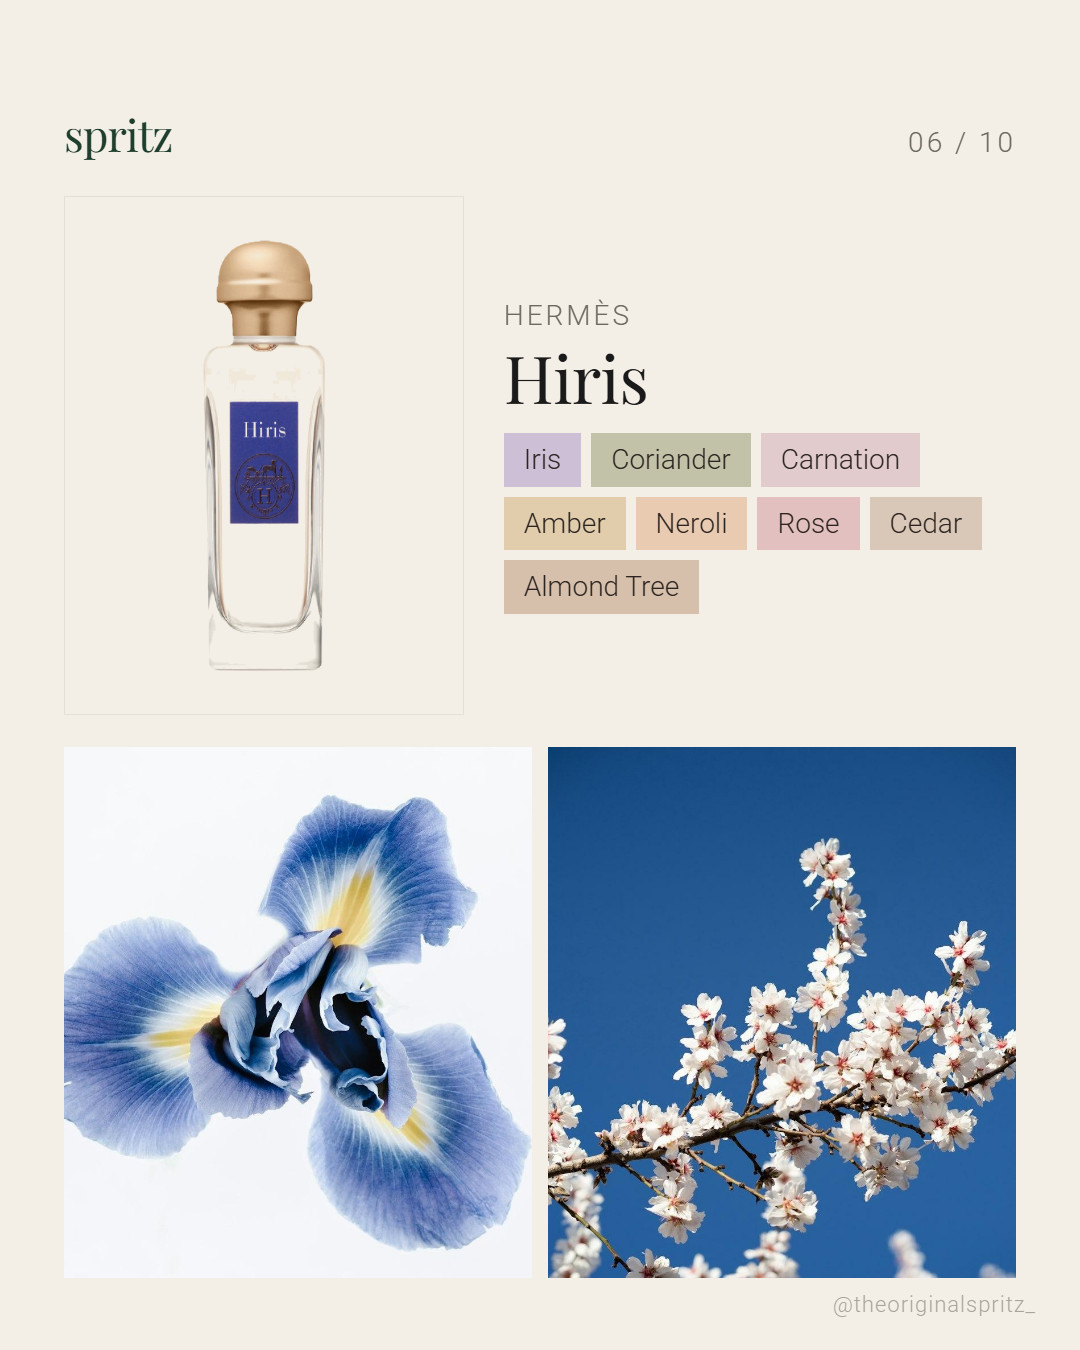 spritz
06 / 10
HERMÈS
Hiris
Iris Coriander Carnation
Amber Neroli Rose Cedar
Almond Tree
Hiris
H
@theoriginalspritz_